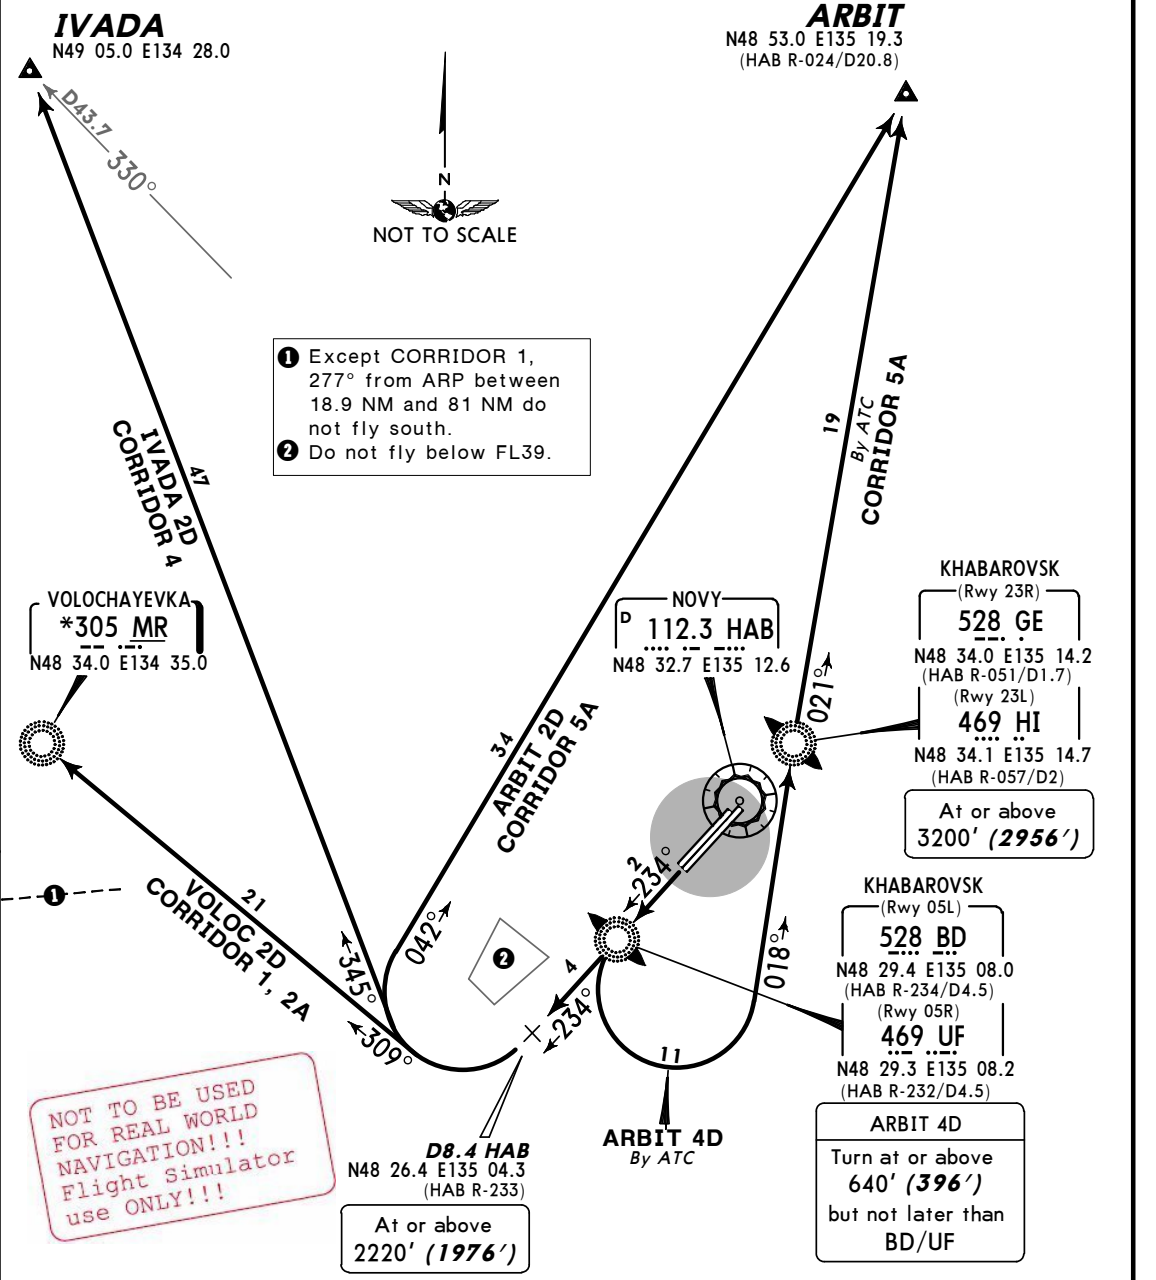 IVADA
N49 05.0 E134 28.0
ARBIT
N48 53.0 E135 19.3
(HAB R-024/D20.8)
D43.7
330°
N
NOT TO SCALE
1 Except CORRIDOR 1,
277° from ARP between
18.9 NM and 81 NM do
not fly south.
2 Do not fly below FL39.
47
IVADA 2D
CORRIDOR 4
19
By ATC
CORRIDOR 5A
VOLOCHAYEVKA
*305 MR
N48 34.0 E134 35.0
NOVY
D 112.3 HAB
N48 32.7 E135 12.6
KHABAROVSK
(Rwy 23R)
528 GE
N48 34.0 E135 14.2
(HAB R-051/D1.7)
(Rwy 23L)
469 HI
N48 34.1 E135 14.7
(HAB R-057/D2)
At or above
3200' (2956')
021°
34
ARBIT 2D
CORRIDOR 5A
2
234°
1
21
VOLOC 2D
CORRIDOR 1, 2A
345°
309°
042°
2
4
234°
018°
11
ARBIT 4D
By ATC
KHABAROVSK
(Rwy 05L)
528 BD
N48 29.4 E135 08.0
(HAB R-234/D4.5)
(Rwy 05R)
469 UF
N48 29.3 E135 08.2
(HAB R-232/D4.5)
ARBIT 4D
Turn at or above
640' (396')
but not later than
BD/UF
D8.4 HAB
N48 26.4 E135 04.3
(HAB R-233)
At or above
2220' (1976')
NOT TO BE USED
FOR REAL WORLD
NAVIGATION!!!
Flight Simulator
use ONLY!!!